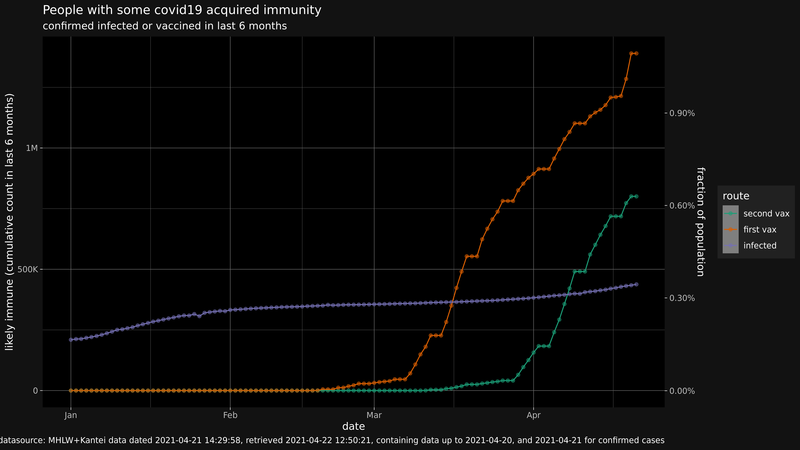 People with some covid19 acquired immunity
confirmed infected or vaccined in last 6 months
likely immune (cumulative count in last 6 months)
1M
500K
0
0.90%
0.60%
0.30%
0.00%
fraction of population
route
second vax
first vax
infected
Jan Feb Mar Apr
date
datasource: MHLW+Kantei data dated 2021-04-21 14:29:58, retrieved 2021-04-22 12:50:21, containing data up to 2021-04-20, and 2021-04-21 for confirmed cases